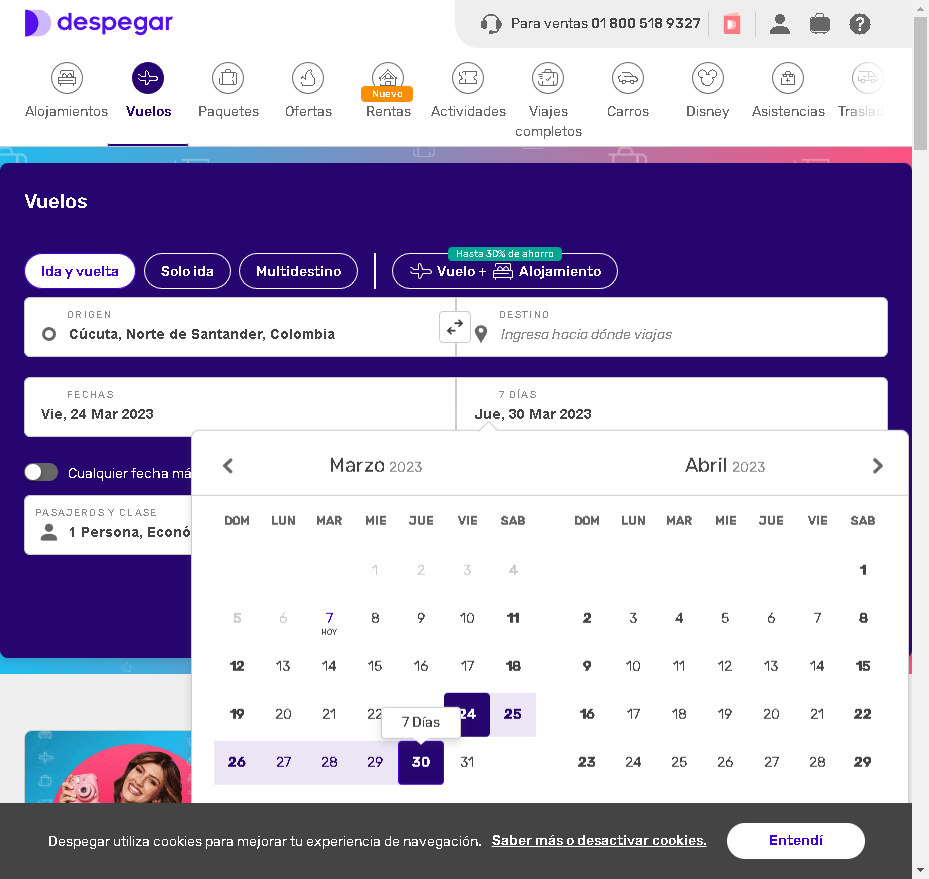 despegar
Para ventas 01 800 518 9327
Alojamientos
Vuelos
Paquetes
Ofertas
Nuevo
Rentas
Actividades
Viajes
completos
Carros
Disney
Asistencias
Traslad
Vuelos
Ida y vuelta
Solo ida
Multidestino
Hasta 30% de ahorro
Vuelo + Alojamiento
ORIGEN
Cúcuta, Norte de Santander, Colombia
DESTINO
Ingresa hacia dónde viajas
FECHAS
Vie, 24 Mar 2023
7 DÍAS
Jue, 30 Mar 2023
Cualquier fecha má
PASAJEROS Y CLASE
1 Persona, Econó
Marzo 2023
DOM LUN MAR MIE JUE VIE SAB
1 2 3 4
5 6 7 8 9 10 11
HOY
12 13 14 15 16 17 18
19 20 21 22 24 25
7 Días
26 27 28 29 30 31
Abril 2023
DOM LUN MAR MIE JUE VIE SAB
1
2 3 4 5 6 7 8
9 10 11 12 13 14 15
16 17 18 19 20 21 22
23 24 25 26 27 28 29
Despegar utiliza cookies para mejorar tu experiencia de navegación. Saber más o desactivar cookies.
Entendí